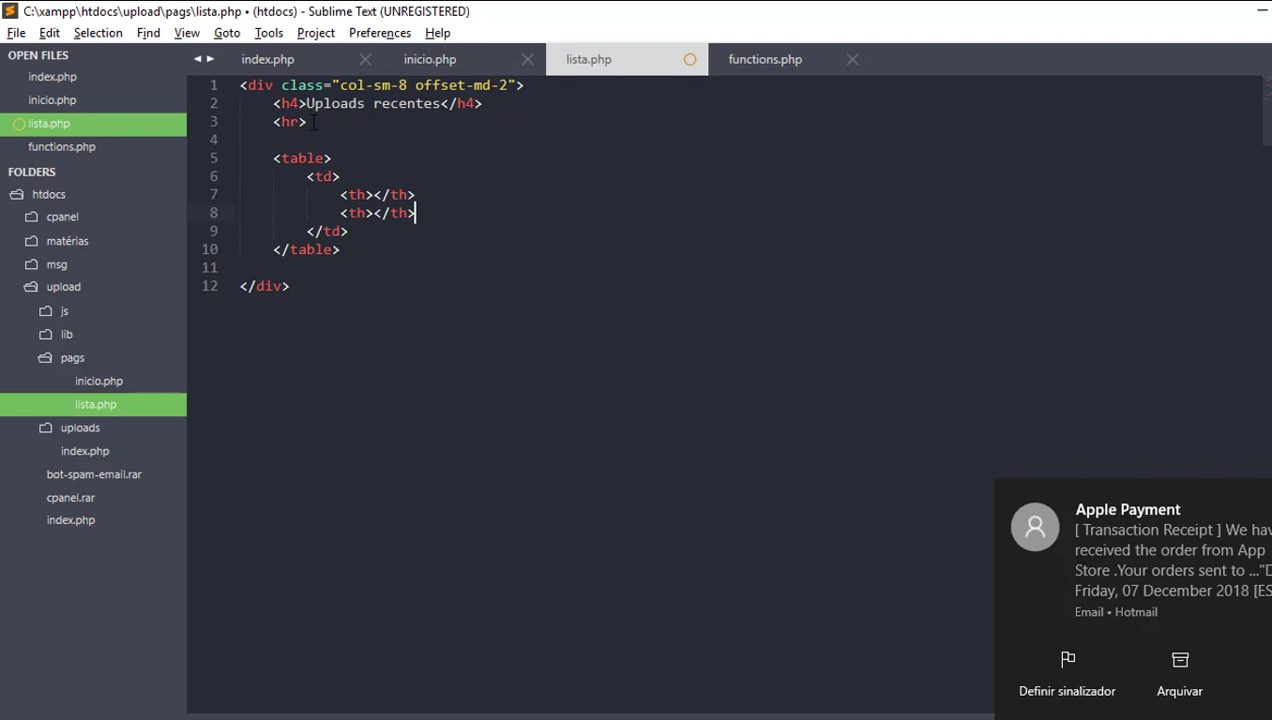 C:\xampp\htdocs\upload\pags\lista.php • (htdocs) - Sublime Text (UNREGISTERED)
File Edit Selection Find View Goto Tools Project Preferences Help
OPEN FILES
index.php
inicio.php
lista.php
functions.php
FOLDERS
htdocs
cpanel
matérias
msg
upload
js
lib
pags
inicio.php
lista.php
uploads
index.php
bot-spam-email.rar
cpanel.rar
index.php
index.php inicio.php lista.php functions.php
1 <div class="col-sm-8 offset-md-2">
2 <h4>Uploads recentes</h4>
3 <hr>
4
5 <table>
6 <td>
7 <th></th>
8 <th></th>
9 </td>
10 </table>
11
12 </div>
Apple Payment
[ Transaction Receipt ] We
received the order from App
Store .Your orders sent to ..."
Friday, 07 December 2018
Email • Hotmail
Definir sinalizador Arquivar